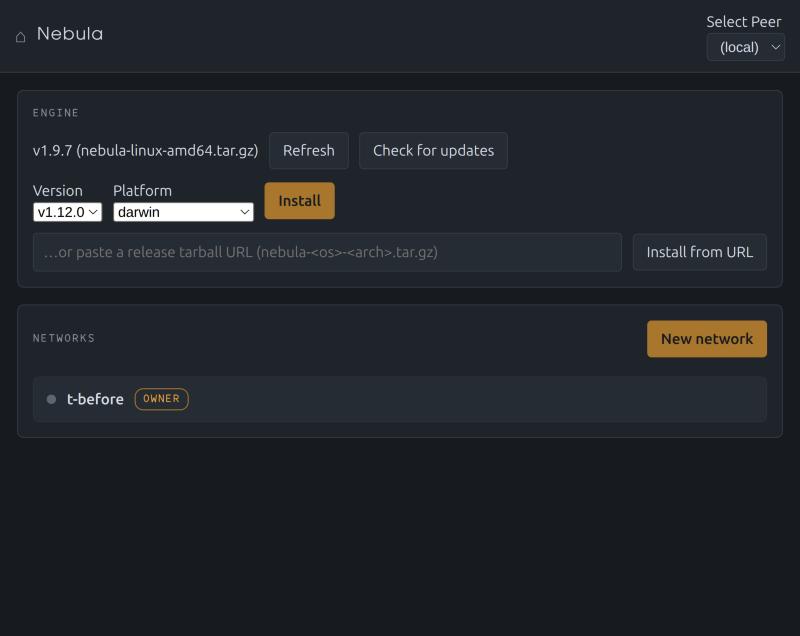 Nebula
Select Peer
(local)
ENGINE
v1.9.7 (nebula-linux-amd64.tar.gz)
Refresh
Check for updates
Version
Platform
v1.12.0
darwin
Install
...or paste a release tarball URL (nebula-<os>-<arch>.tar.gz)
Install from URL
NETWORKS
New network
t-before
OWNER